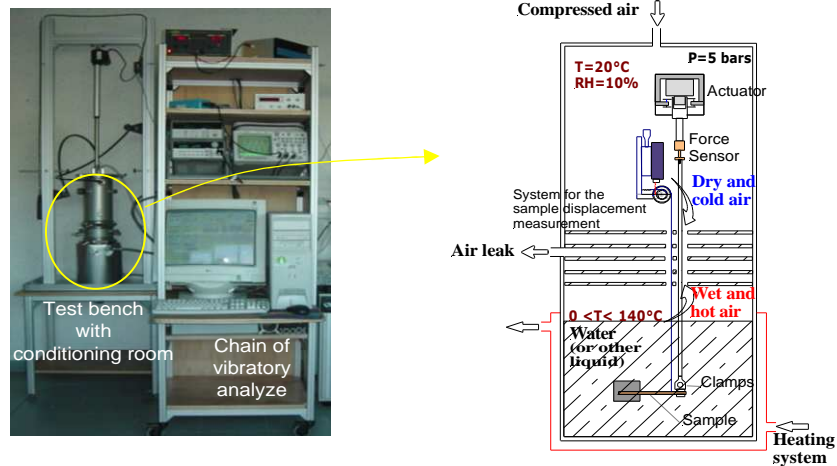 Test bench
with
conditioning room
Chain of
vibratory
analyze
Compressed air
P=5 bars
T=20°C
RH=10%
Actuator
Force
Sensor
Dry and
cold air
System for the
sample displacement
measurement
Air leak
Wet and
hot air
0 <T< 140°C
Water
(or other
liquid)
Clamps
Sample
Heating
system